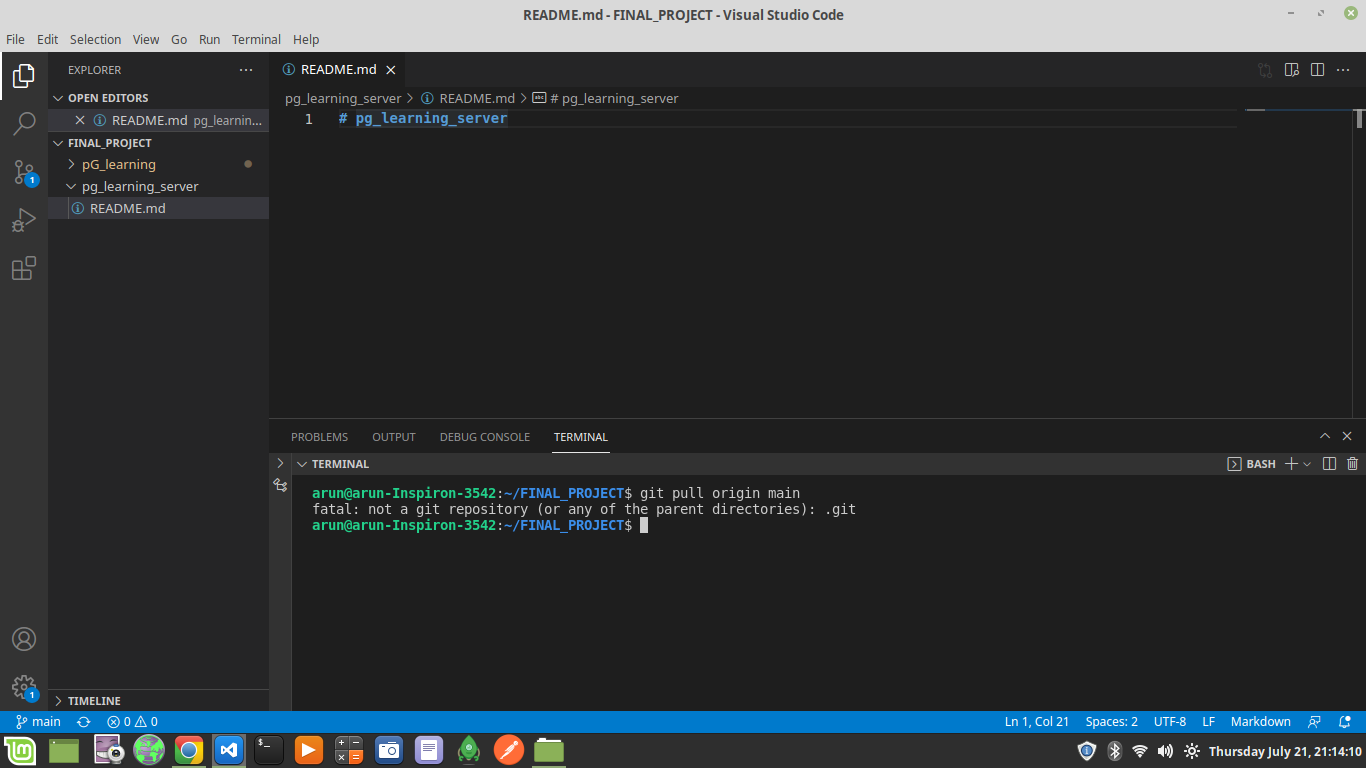 README.md - FINAL_PROJECT - Visual Studio Code
File Edit Selection View Go Run Terminal Help
EXPLORER
README.md
OPEN EDITORS
pg_learning_server > README.md > # pg_learning_server
README.md pg_learnin...
1 # pg_learning_server
FINAL_PROJECT
pG_learning
pg_learning_server
README.md
1
PROBLEMS OUTPUT DEBUG CONSOLE TERMINAL
TERMINAL
BASH
arun@arun-Inspiron-3542:~/FINAL_PROJECT$ git pull origin main
fatal: not a git repository (or any of the parent directories): .git
arun@arun-Inspiron-3542:~/FINAL_PROJECT$
1
TIMELINE
main 0 0 Ln 1, Col 21 Spaces: 2 UTF-8 LF Markdown
Thursday July 21, 21:14:10